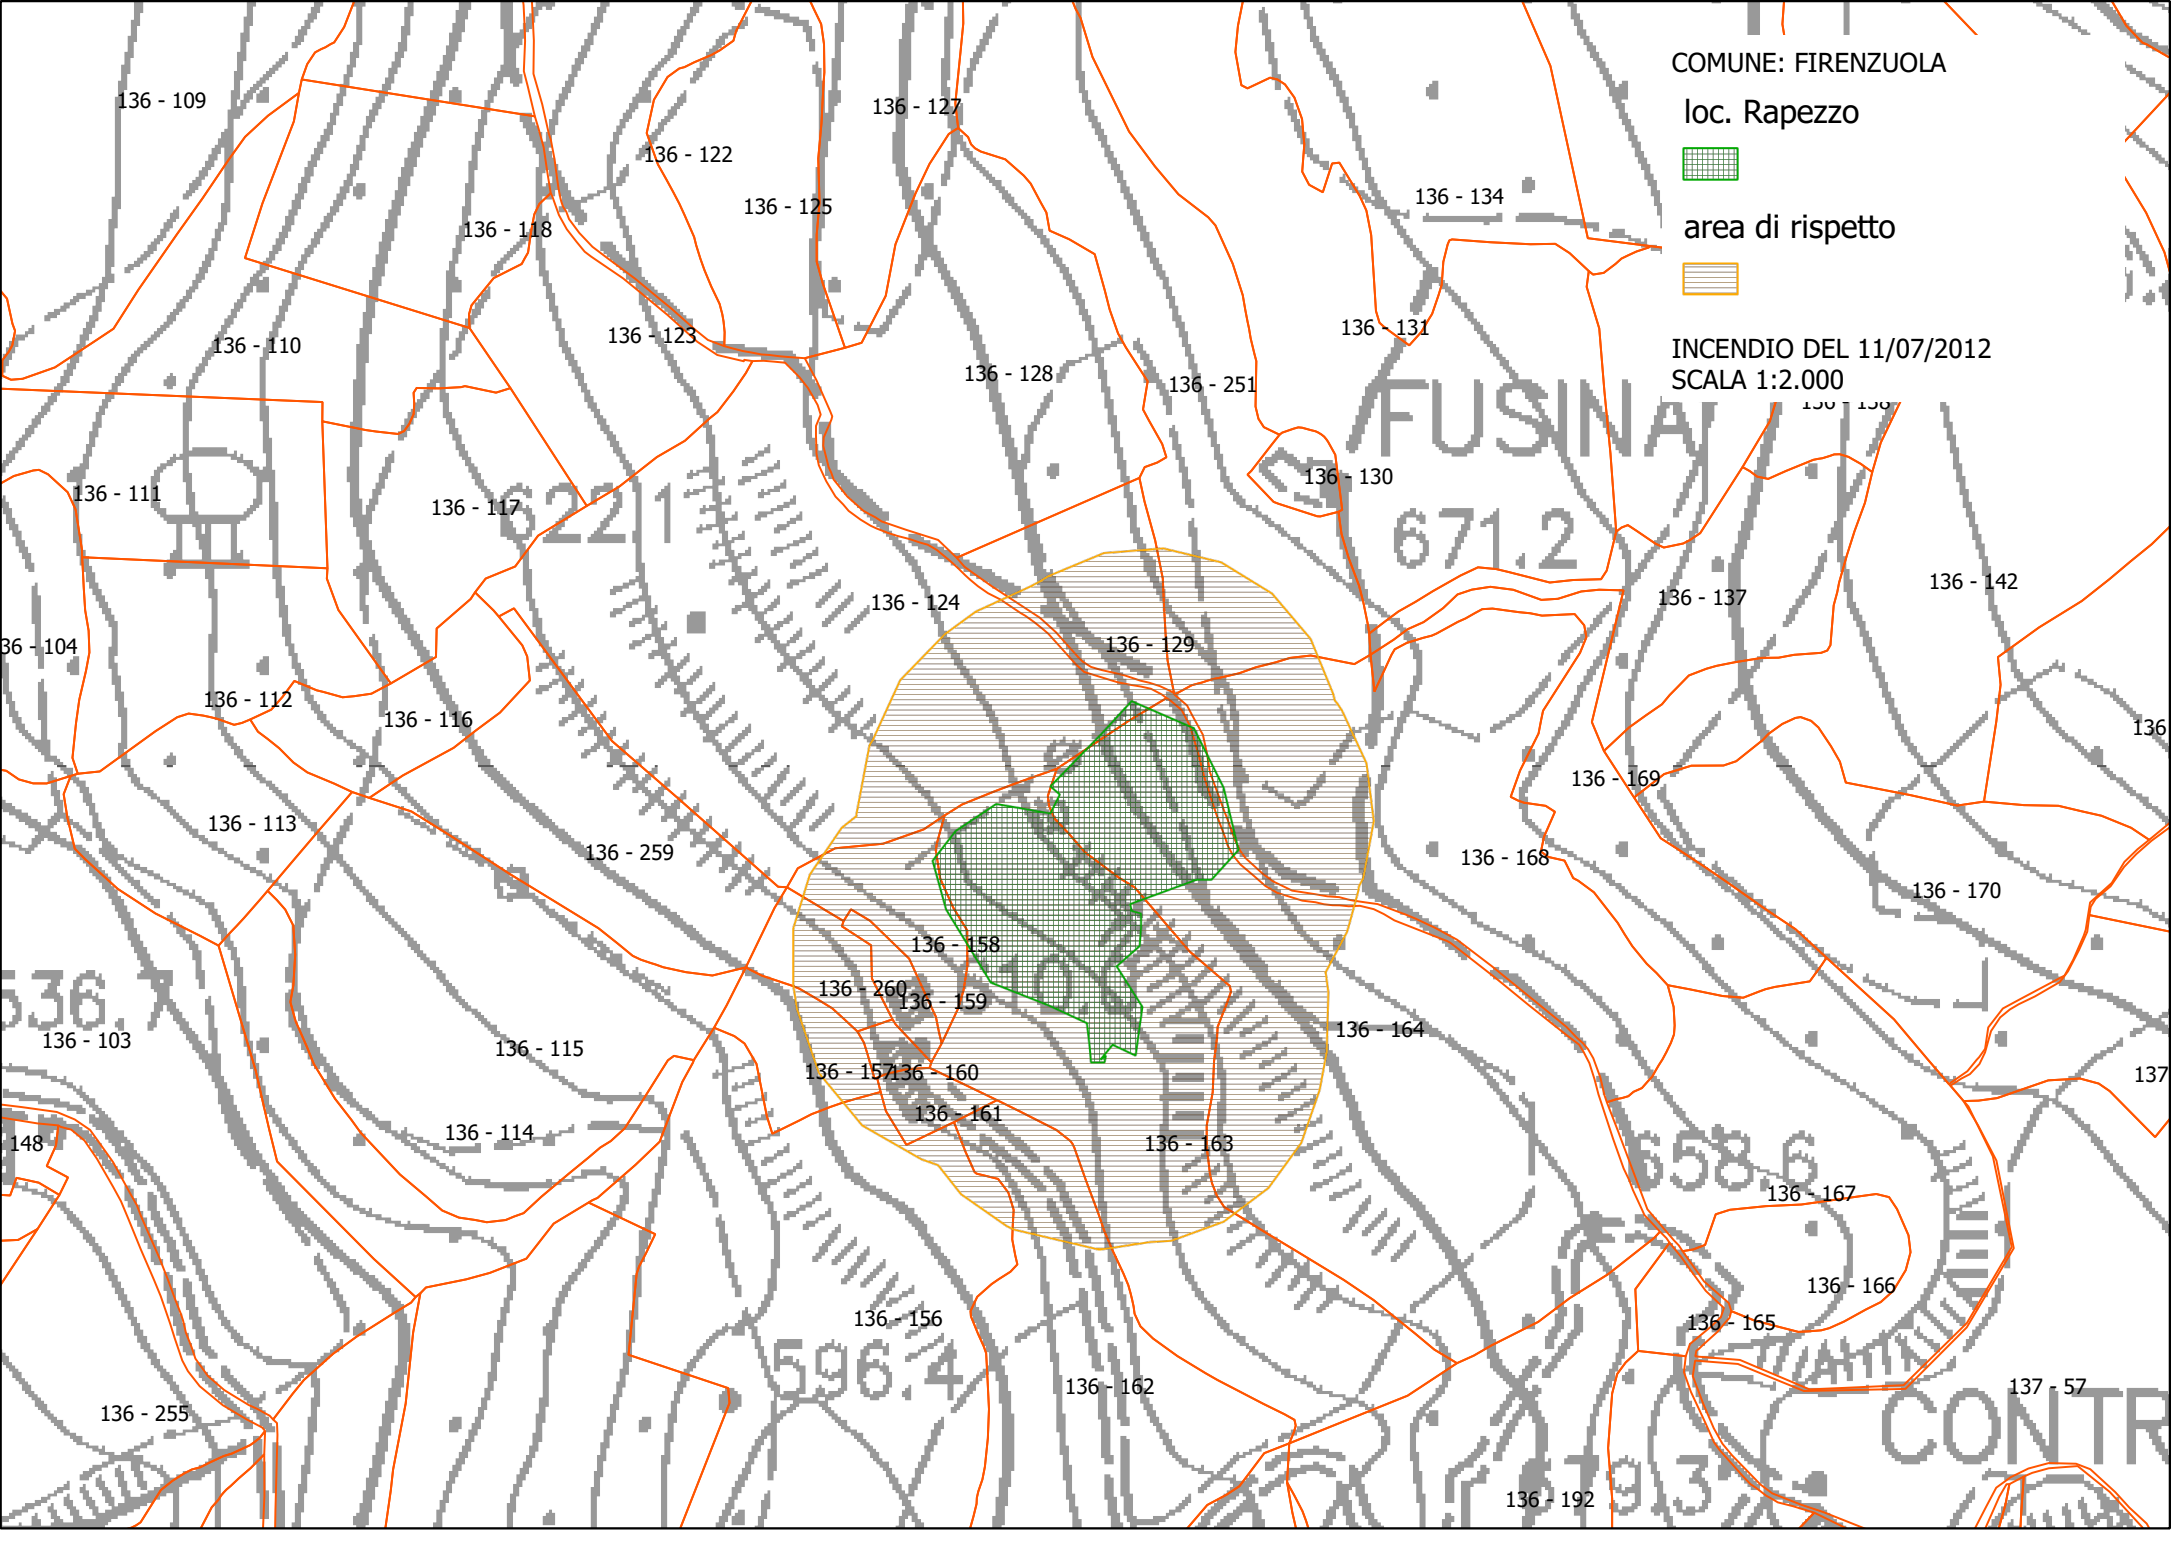 COMUNE: FIRENZUOLA
loc. Rapezzo
area di rispetto
INCENDIO DEL 11/07/2012
SCALA 1:2.000
136 - 109
136 - 127
136 - 122
136 - 134
136 - 125
136 - 118
136 - 131
136 - 123
136 - 110
136 - 128
136 - 251
136 - 138
FUSINA
136 - 130
136 - 111
136 - 117
622.1
671.2
136 - 142
136 - 137
136 - 124
136 - 129
36 - 104
136 - 112
136 - 116
136
136 - 169
136 - 113
136 - 259
136 - 168
136 - 170
136 - 158
136 - 260
136 - 159
536.7
136 - 103
136 - 164
136 - 115
136 - 157
136 - 160
137
136 - 161
136 - 114
148
136 - 163
658.6
136 - 167
136 - 166
136 - 156
136 - 165
596.4
136 - 162
137 - 57
136 - 255
CONTR
136 - 192